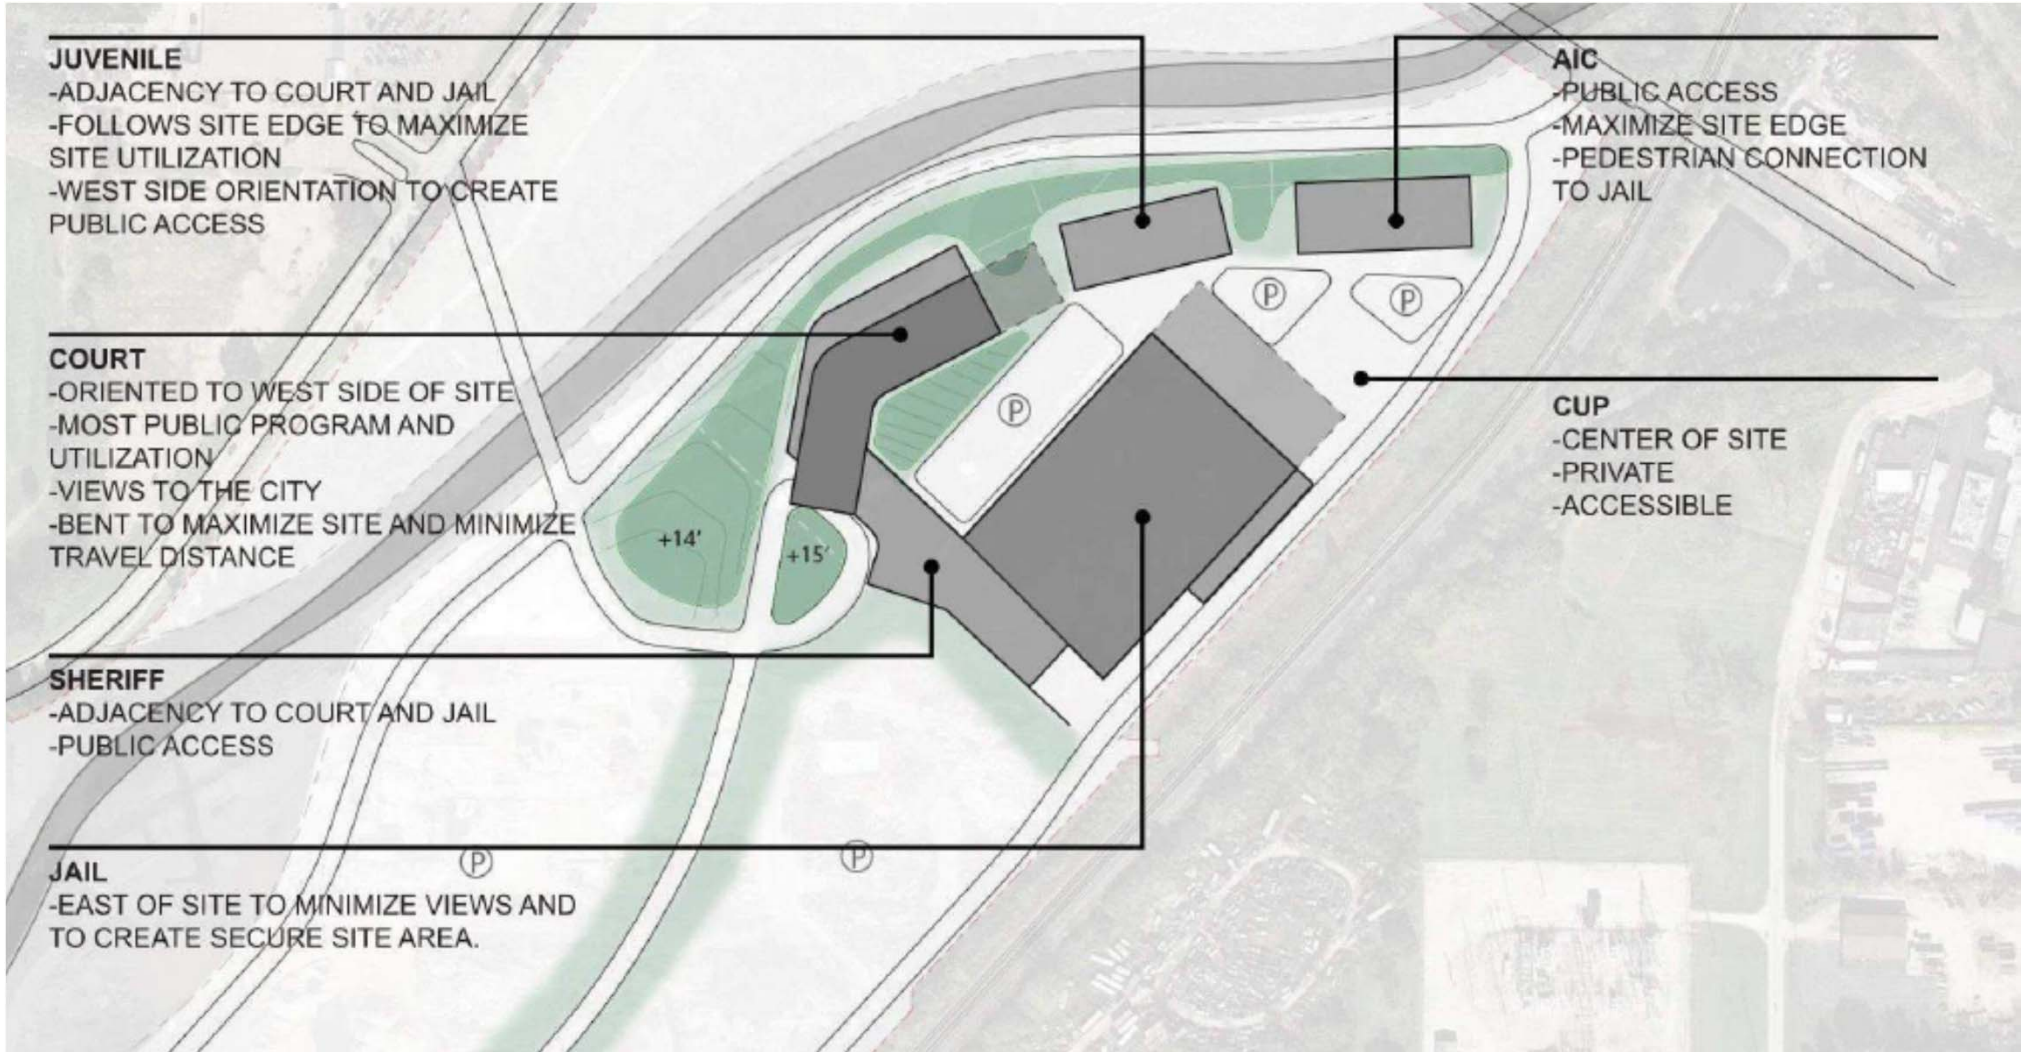 JUVENILE
-ADJACENCY TO COURT AND JAIL
-FOLLOWS SITE EDGE TO MAXIMIZE
SITE UTILIZATION
-WEST SIDE ORIENTATION TO CREATE
PUBLIC ACCESS
AIC
-PUBLIC ACCESS
-MAXIMIZE SITE EDGE
-PEDESTRIAN CONNECTION
TO JAIL
COURT
-ORIENTED TO WEST SIDE OF SITE
-MOST PUBLIC PROGRAM AND
UTILIZATION
-VIEWS TO THE CITY
-BENT TO MAXIMIZE SITE AND MINIMIZE
TRAVEL DISTANCE
CUP
-CENTER OF SITE
-PRIVATE
-ACCESSIBLE
P
P
P
+14'
+15'
SHERIFF
-ADJACENCY TO COURT AND JAIL
-PUBLIC ACCESS
P
P
JAIL
-EAST OF SITE TO MINIMIZE VIEWS AND
TO CREATE SECURE SITE AREA.